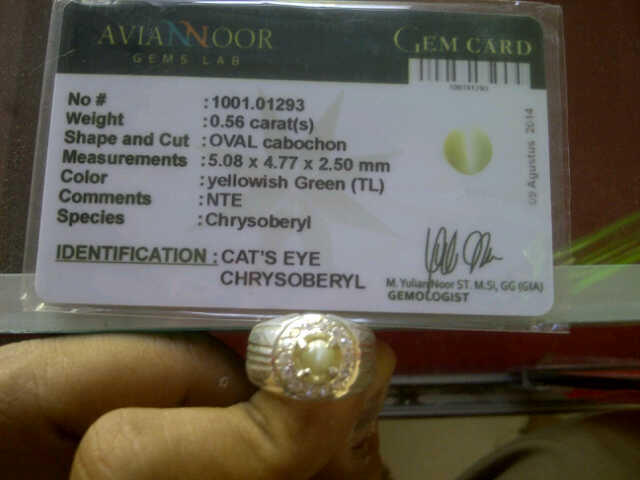 AVIANNOOR
GEMS LAB
GEM CARD
100101293
No # : 1001.01293
Weight : 0.56 carat(s)
Shape and Cut : OVAL cabochon
Measurements : 5.08 x 4.77 x 2.50 mm
Color : yellowish Green (TL)
Comments : NTE
Species : Chrysoberyl
IDENTIFICATION : CAT'S EYE
CHRYSOBERYL
09 Agustus 2014
M. Yulian Noor ST. M.Si, GG (GIA)
GEMOLOGIST